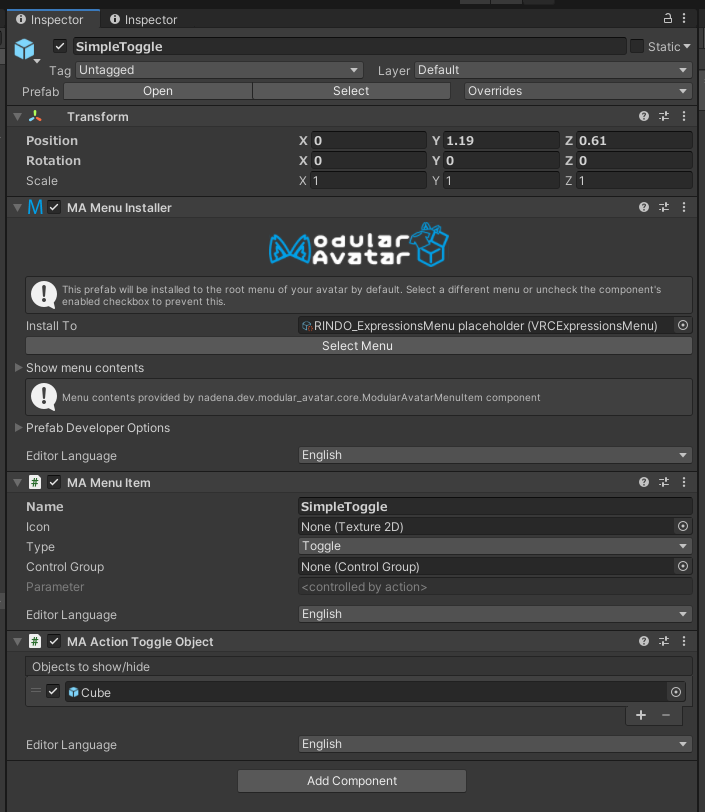 Inspector Inspector
SimpleToggle Static
Tag Untagged Layer Default
Prefab Open Select Overrides
Transform
Position X 0 Y 1.19 Z 0.61
Rotation X 0 Y 0 Z 0
Scale X 1 Y 1 Z 1
MA Menu Installer
Modular
Avatar
This prefab will be installed to the root menu of your avatar by default. Select a different menu or uncheck the component's
enabled checkbox to prevent this.
Install To RINDO_ExpressionsMenu placeholder (VRCExpressionsMenu)
Select Menu
Show menu contents
Menu contents provided by nadena.dev.modular_avatar.core.ModularAvatarMenuItem component
Prefab Developer Options
Editor Language English
MA Menu Item
Name SimpleToggle
Icon None (Texture 2D)
Type Toggle
Control Group None (Control Group)
Parameter <controlled by action>
Editor Language English
MA Action Toggle Object
Objects to show/hide
Cube
Editor Language English
Add Component